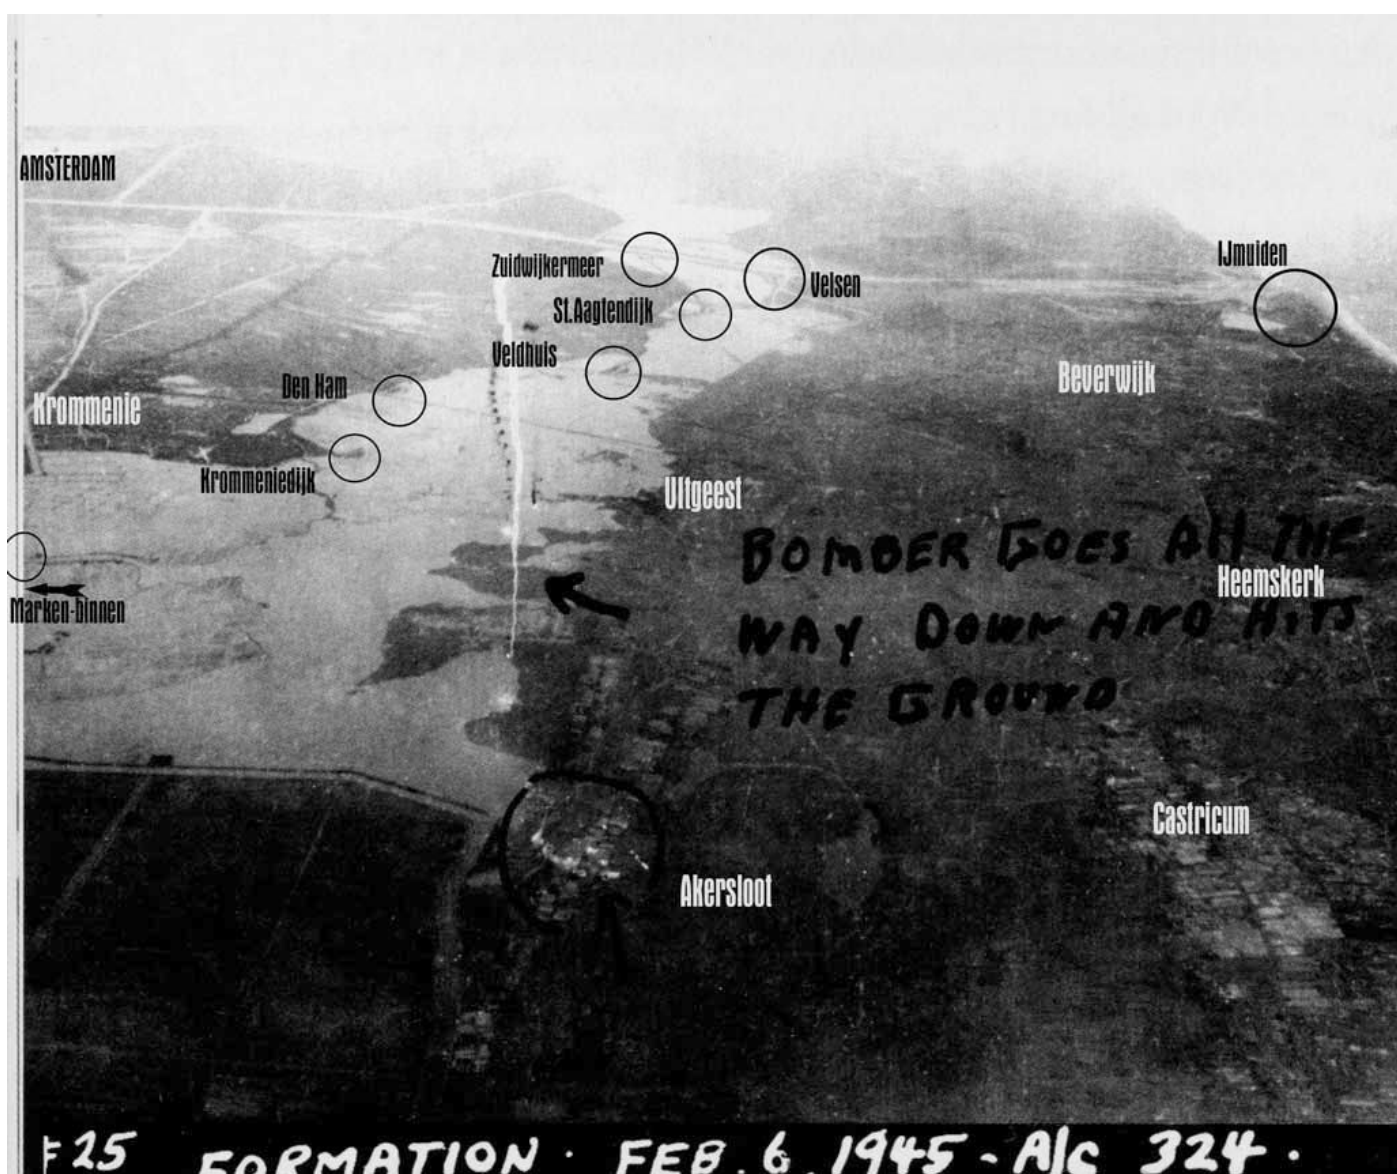 AMSTERDAM
IJmuiden
Zuidwijkermeer
Velsen
St.Aagtendijk
Veldhuis
Beverwijk
Den Ham
Krommenie
Krommeniedijk
Uitgeest
BOMBER GOES All THE
Heemskerk
Marken-binnen
WAY DOWN AND HITS
THE GROUND
Castricum
Akersloot
F25 FORMATION. FEB. 6. 1945 - A/c 324.